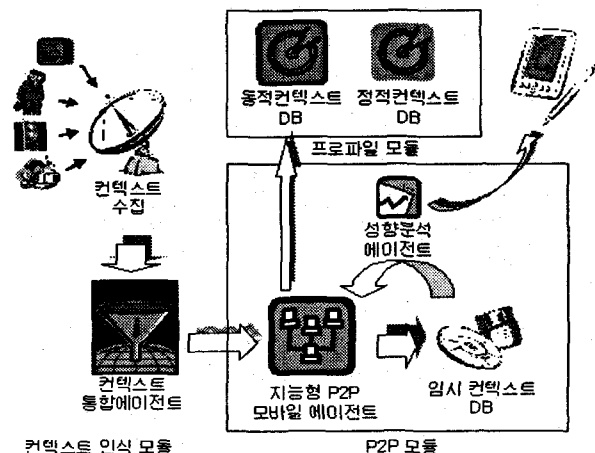 동적컨텍스트
DB
정적컨텍스트
DB
프로파일 모듈
컨텍스트
수집
성향분석
에이전트
컨텍스트
통합에이전트
지능형 P2P
모바일 에이전트
임시 컨텍스트
DB
컨텍스트 인식 모듈
P2P 모듈